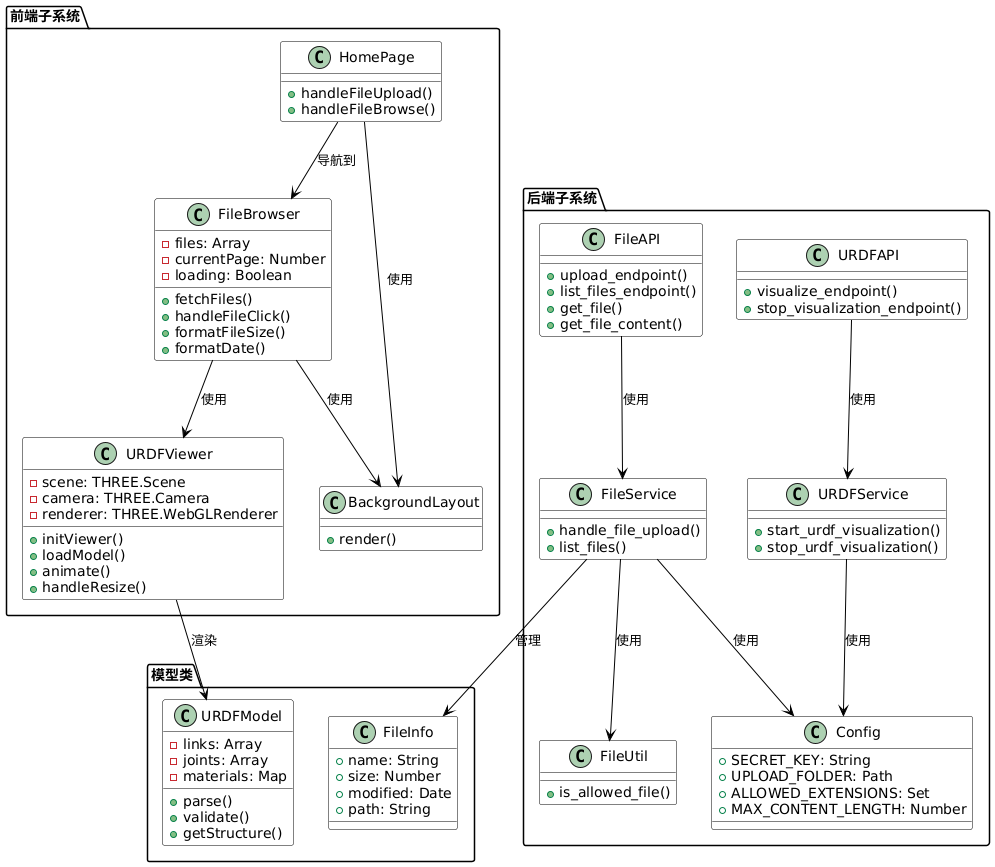 前端子系统
HomePage
handleFileUpload()
handleFileBrowse()
导航到
FileBrowser
files: Array
currentPage: Number
loading: Boolean
fetchFiles()
handleFileClick()
formatFileSize()
formatDate()
使用
使用
使用
URDFViewer
scene: THREE.Scene
camera: THREE.Camera
renderer: THREE.WebGLRenderer
initViewer()
loadModel()
animate()
handleResize()
BackgroundLayout
render()
后端子系统
FileAPI
upload_endpoint()
list_files_endpoint()
get_file()
get_file_content()
URDFAPI
visualize_endpoint()
stop_visualization_endpoint()
使用
使用
FileService
handle_file_upload()
list_files()
URDFService
start_urdf_visualization()
stop_urdf_visualization()
渲染
管理
使用
使用
使用
模型类
URDFModel
links: Array
joints: Array
materials: Map
parse()
validate()
getStructure()
FileInfo
name: String
size: Number
modified: Date
path: String
FileUtil
is_allowed_file()
Config
SECRET_KEY: String
UPLOAD_FOLDER: Path
ALLOWED_EXTENSIONS: Set
MAX_CONTENT_LENGTH: Number